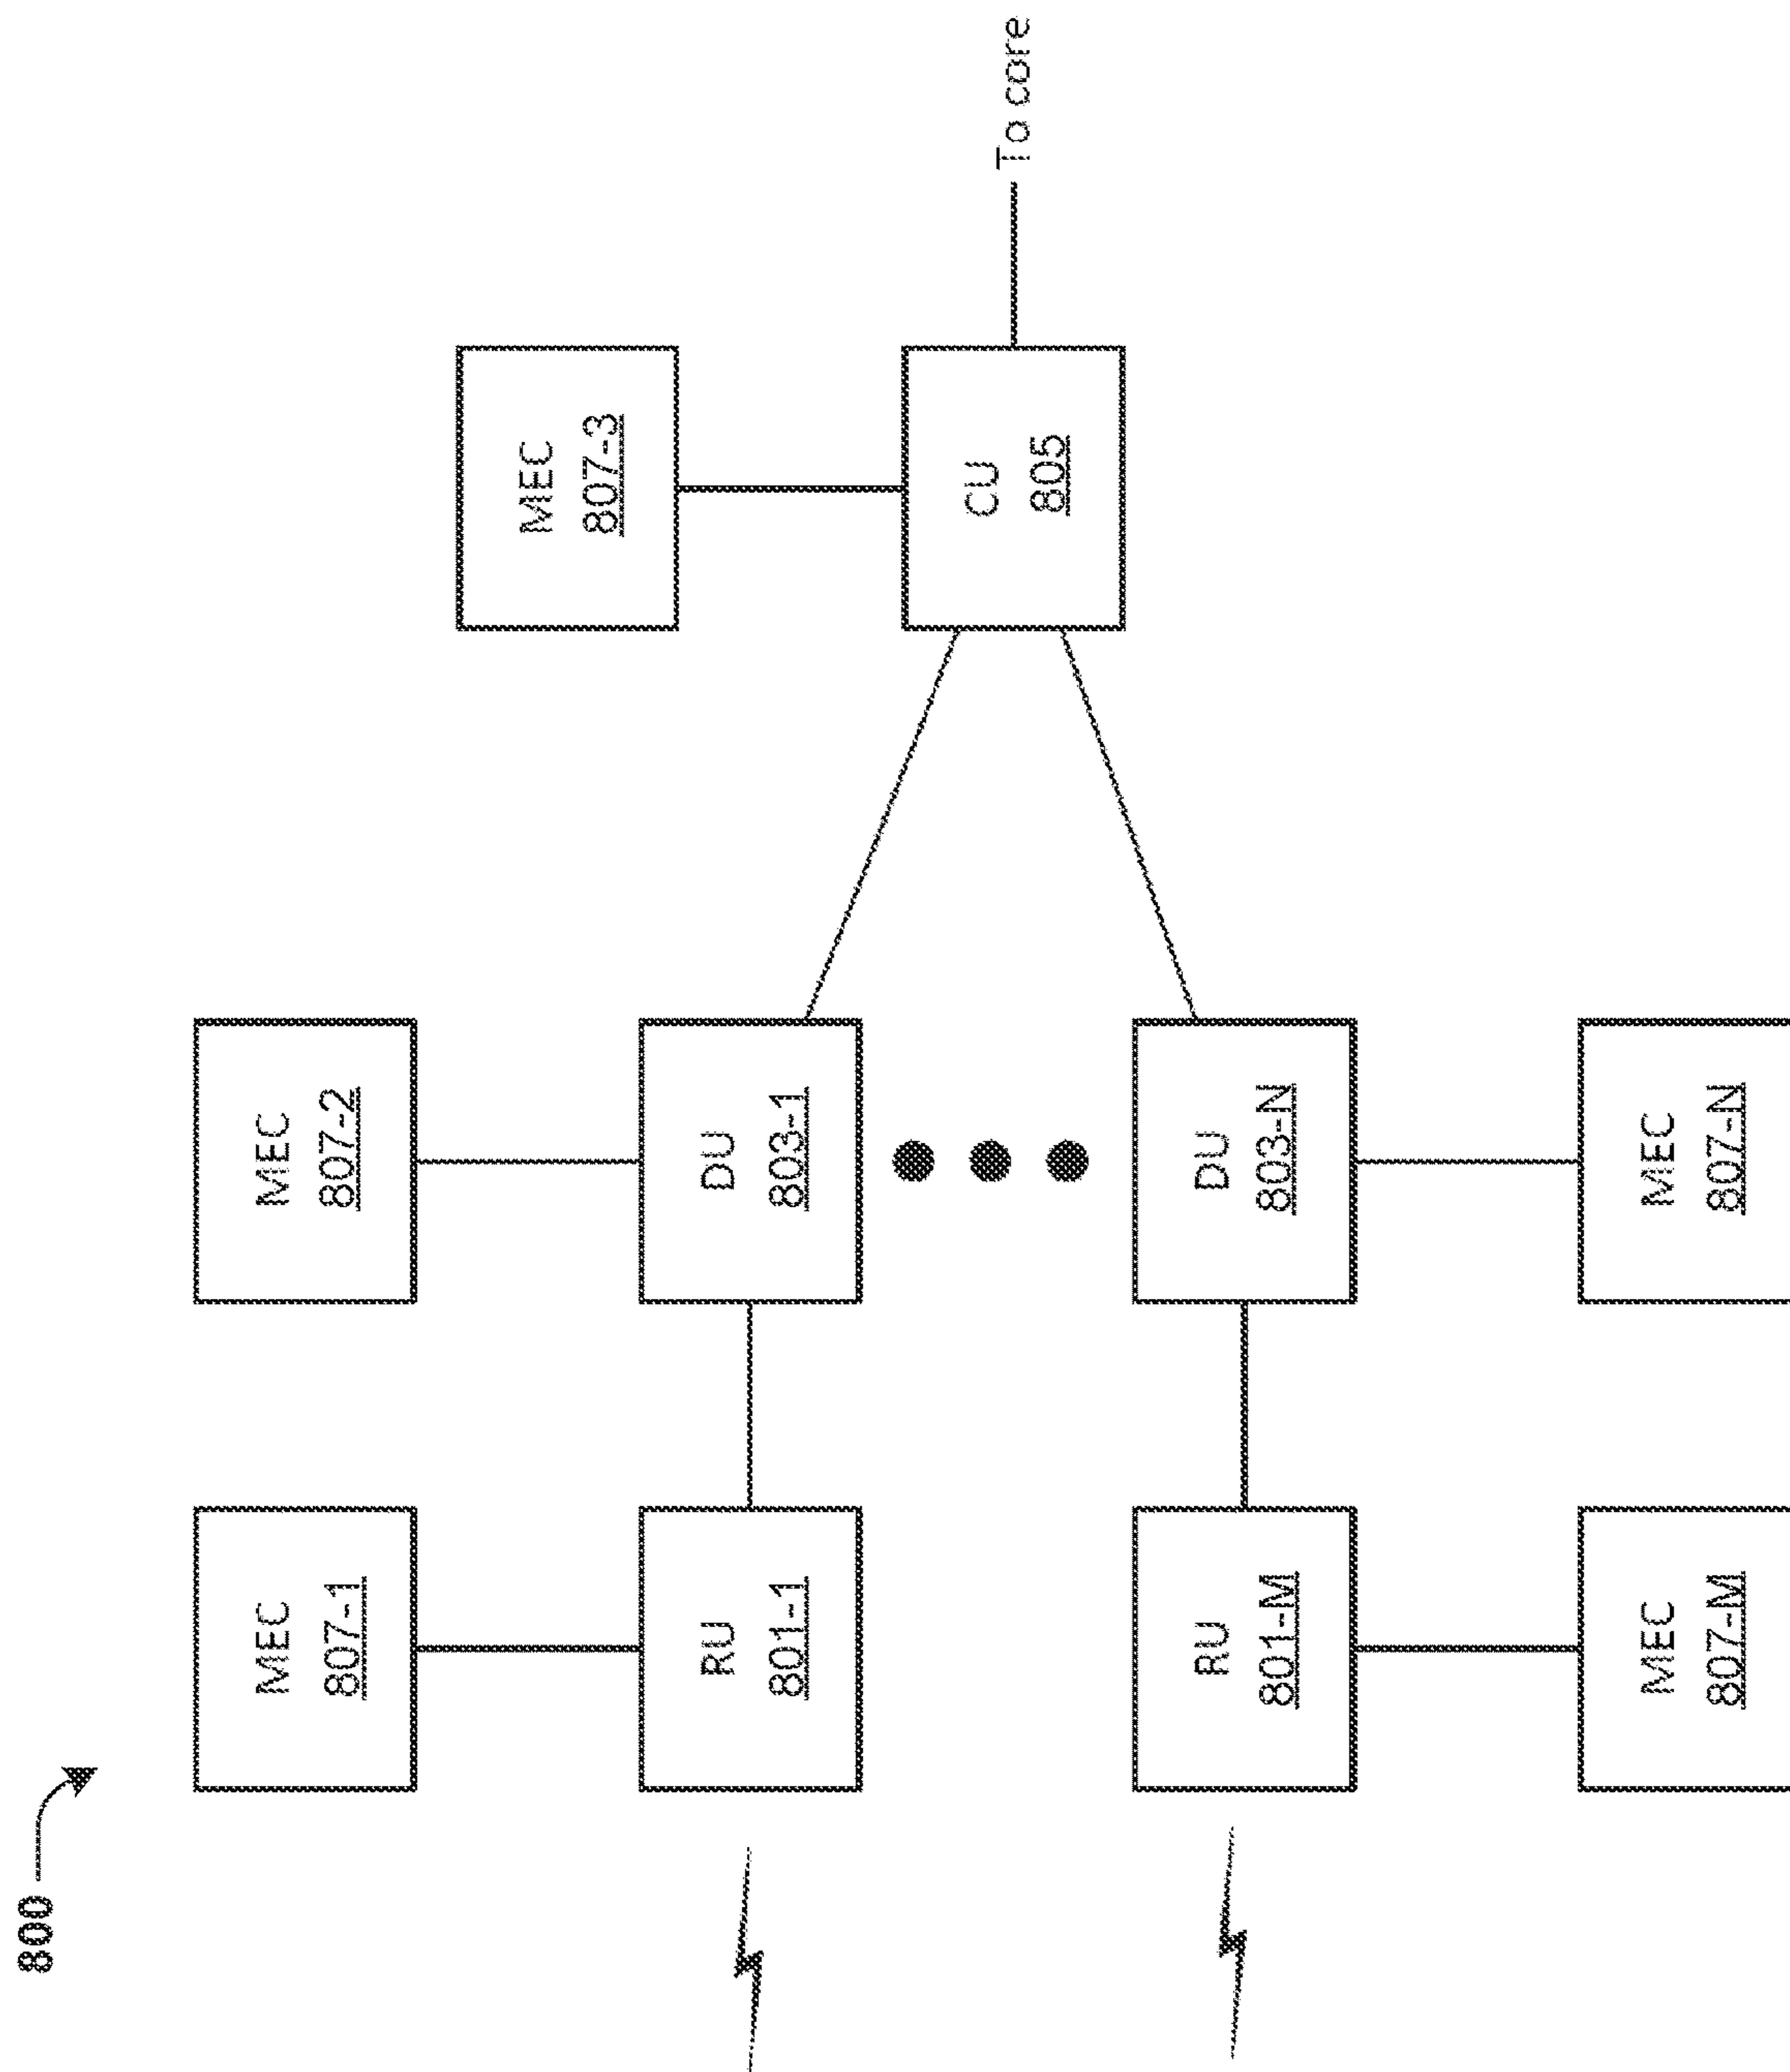 800
MEC
807-1
MEC
807-2
MEC
807-3
RU
801-1
DU
803-1
CU
805
To core
RU
801-M
DU
803-N
MEC
807-M
MEC
807-N